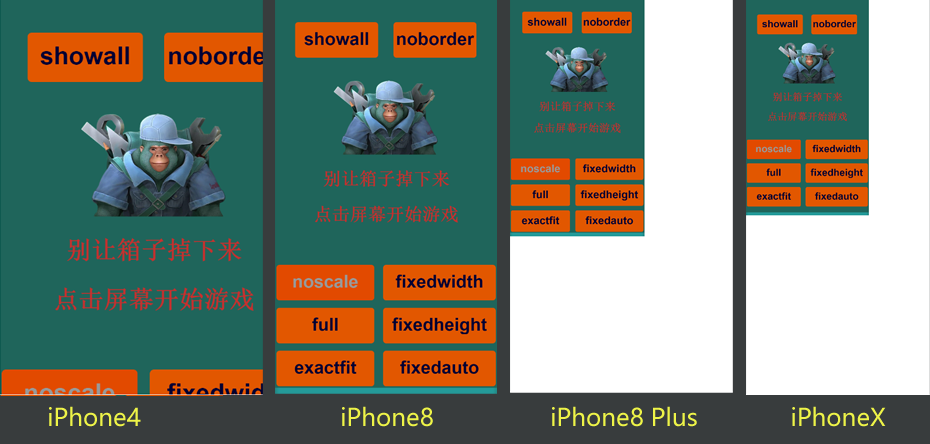 showall noborde
别让箱子掉下来
点击屏幕开始游戏
noscale fixedwid
iPhone4
showall noborder
别让箱子掉下来
点击屏幕开始游戏
noscale fixedwidth
full fixedheight
exactfit fixedauto
iPhone8
showall noborder
别让箱子掉下来
点击屏幕开始游戏
noscale fixedwidth
full fixedheight
exactfit fixedauto
iPhone8 Plus
showall noborder
别让箱子掉下来
点击屏幕开始游戏
noscale fixedwidth
full fixedheight
exactfit fixedauto
iPhoneX